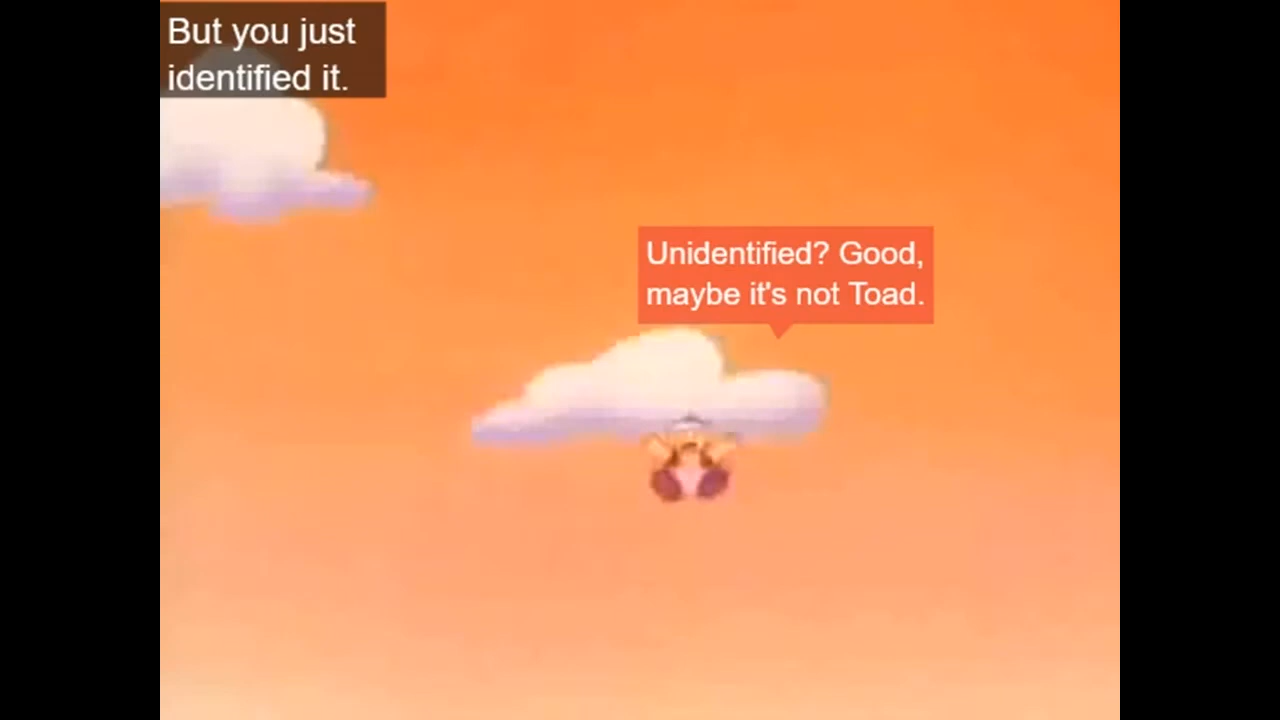 But you just
identified it.
Unidentified? Good,
maybe it's not Toad.